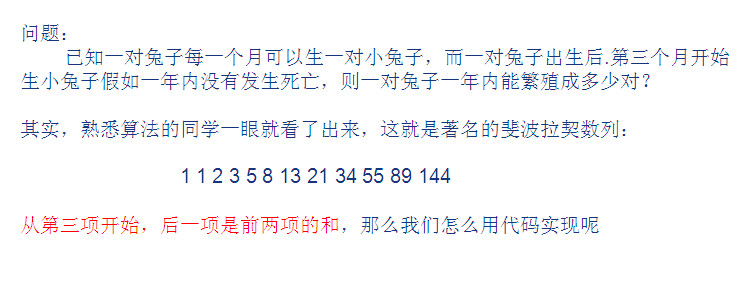 问题：
已知一对兔子每一个月可以生一对小兔子，而一对兔子出生后.第三个月开始
生小兔子假如一年内没有发生死亡，则一对兔子一年内能繁殖成多少对？
其实，熟悉算法的同学一眼就看了出来，这就是著名的斐波拉契数列：
1 1 2 3 5 8 13 21 34 55 89 144
从第三项开始，后一项是前两项的和，那么我们怎么用代码实现呢